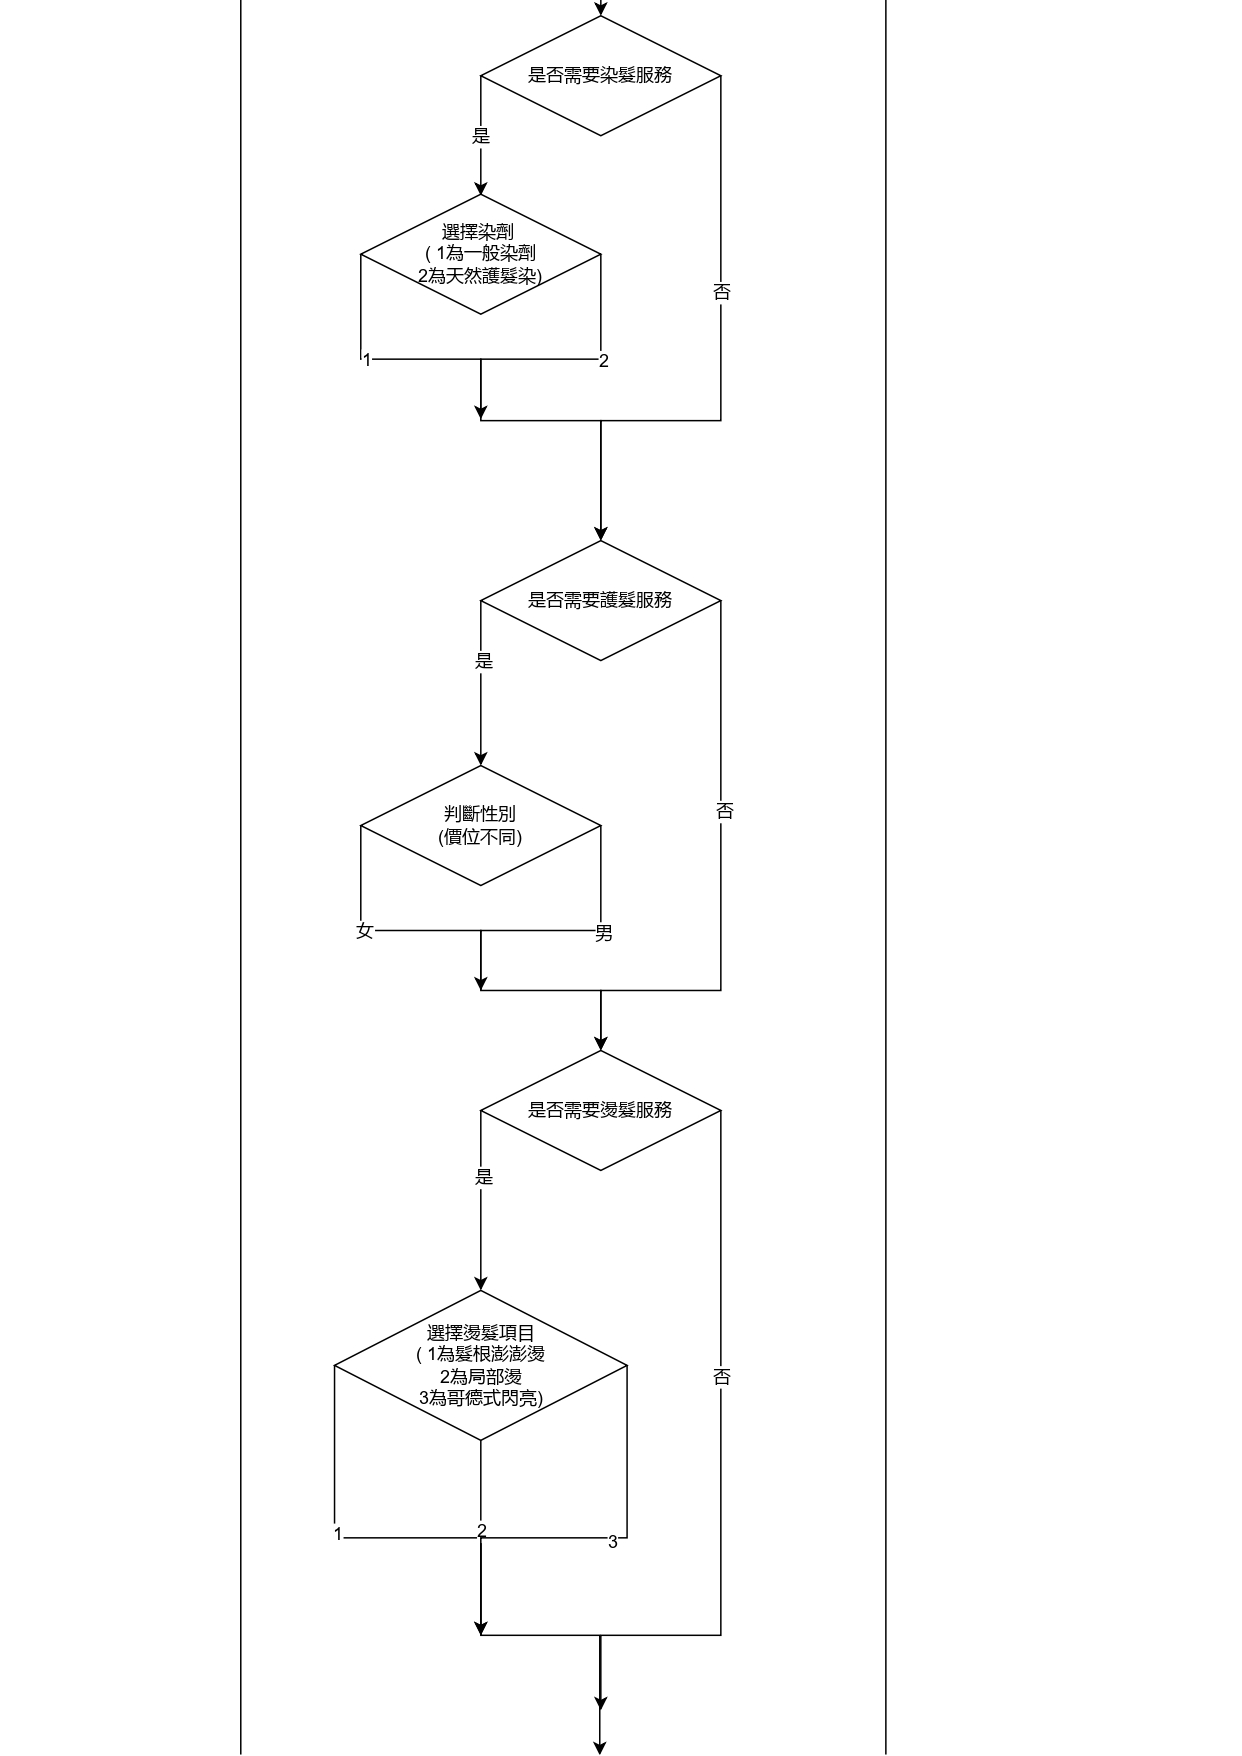 是否需要染髮服務
是
選擇染劑
( 1為一般染劑
2為天然護髮染)
否
1
2
是否需要護髮服務
是
判斷性別
(價位不同)
否
女
男
是否需要燙髮服務
是
選擇燙髮項目
( 1為髮根澎澎燙
2為局部燙
3為哥德式閃亮)
否
1
2
3